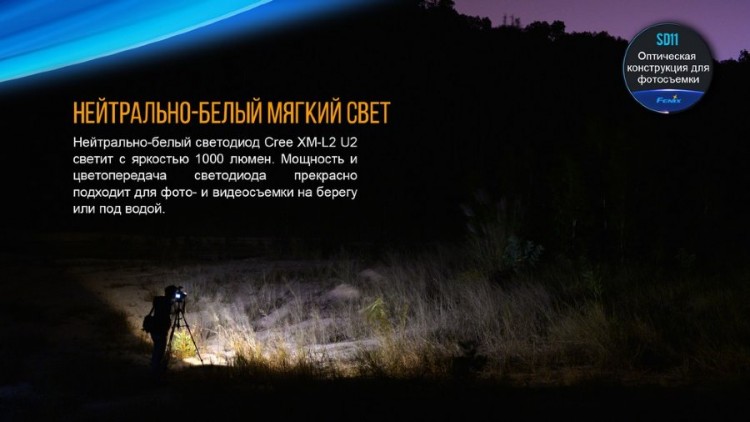 SD11
Оптическая
конструкция для
фотосъемки
FENIX
НЕЙТРАЛЬНО-БЕЛЫЙ МЯГКИЙ СВЕТ
Нейтрально-белый светодиод Cree XM-L2 U2
светит с яркостью 1000 люмен. Мощность и
цветопередача светодиода прекрасно
подходит для фото- и видеосъемки на берегу
или под водой.